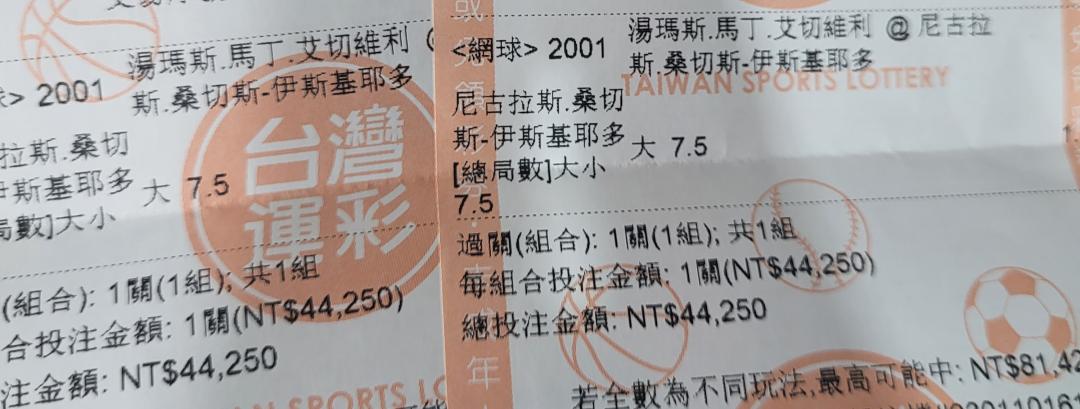 > 2001
湯瑪斯.馬丁.艾切維利
斯.桑切斯-伊斯基耶多
拉斯.桑切
斯基耶多 大 7.5
局數]大小
台灣
運彩
(組合): 1關(1組); 共1組
合投注金額: 1關(NT$44,250)
注金額: NT$44,250
TAIWAN SPORTS LO
或
領
年
<網球> 2001
湯瑪斯.馬丁.艾切維利 @ 尼古拉
斯.桑切斯-伊斯基耶多
TAIWAN SPORTS LOTTERY
尼古拉斯.桑切
斯-伊斯基耶多 大 7.5
[總局數]大小
7.5
過關(組合): 1關(1組); 共1組
每組合投注金額: 1關(NT$44,250)
總投注金額: NT$44,250
若全數為不同玩法,最高可能中: NT$81,42